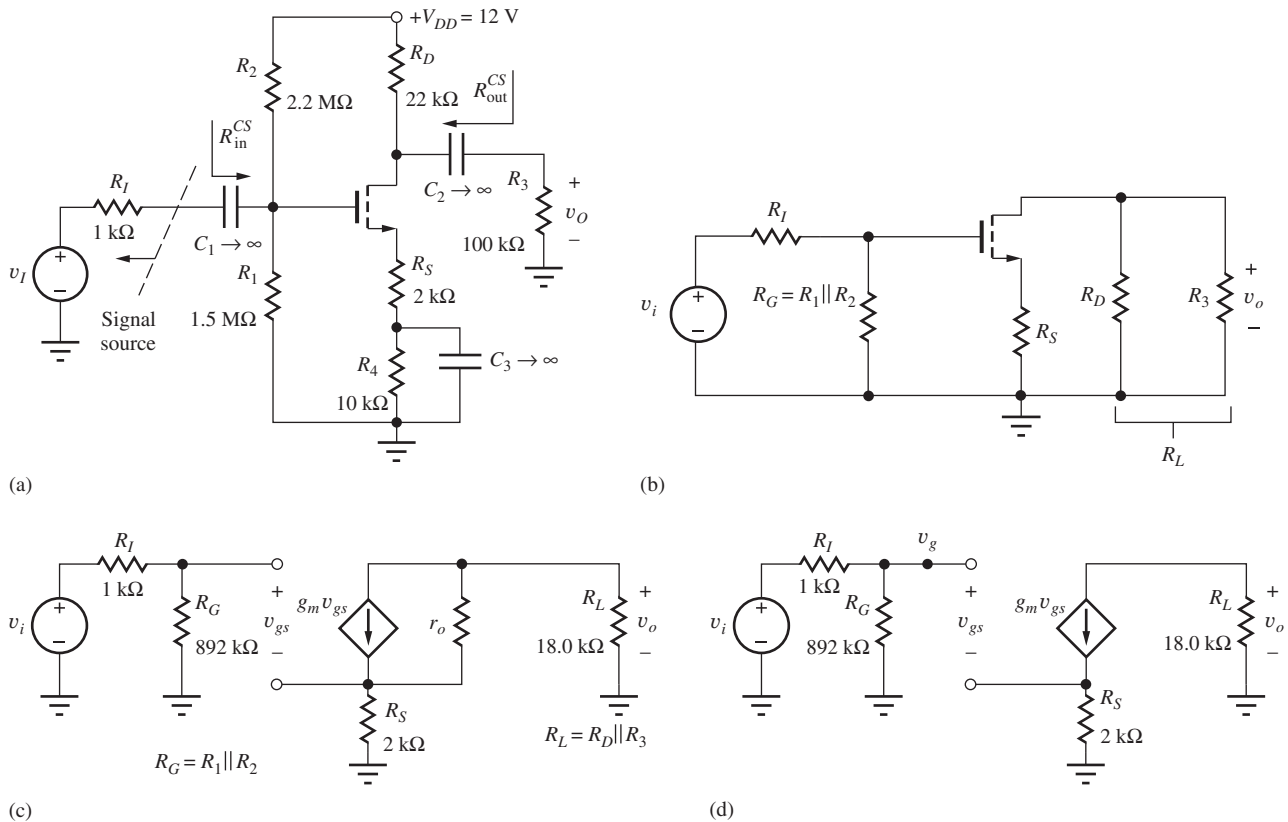 +V_DD = 12 V
R_2
2.2 MΩ
R_D
22 kΩ
R_out^CS
R_in^CS
R_I
1 kΩ
C_1 → ∞
C_2 → ∞
R_3
100 kΩ
+
v_O
−
v_I
+
−
Signal
source
R_1
1.5 MΩ
R_S
2 kΩ
R_4
10 kΩ
C_3 → ∞
(a)
R_I
v_i
+
−
R_G = R_1||R_2
R_S
R_D
R_3
+
v_o
−
R_L
(b)
R_I
1 kΩ
v_i
+
−
R_G
892 kΩ
+
v_gs
−
g_m v_gs
r_o
R_L
18.0 kΩ
+
v_o
−
R_S
2 kΩ
R_G = R_1||R_2
R_L = R_D||R_3
(c)
R_I
1 kΩ
v_g
v_i
+
−
R_G
892 kΩ
+
v_gs
−
g_m v_gs
R_L
18.0 kΩ
+
v_o
−
R_S
2 kΩ
(d)